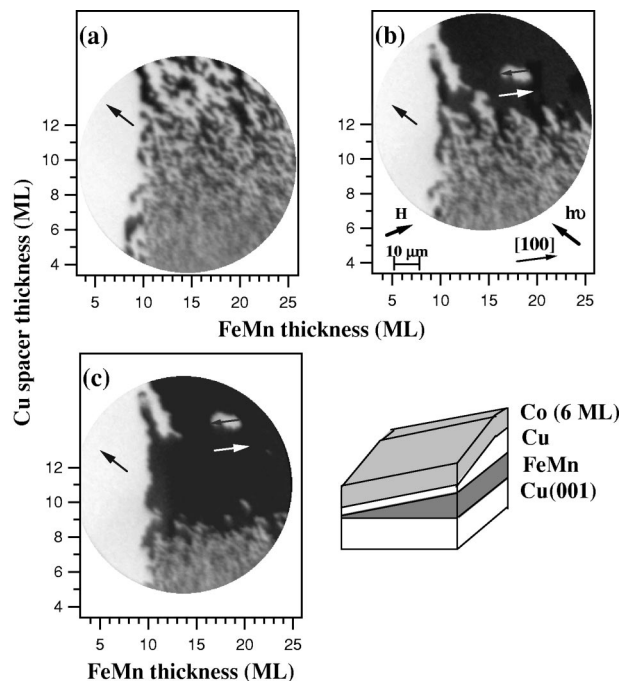 (a)
(b)
12
10
8
6
4
5 10 15 20 25
12
10
8
6
4
H
hυ
10 μm
[100]
5 10 15 20 25
Cu spacer thickness (ML)
FeMn thickness (ML)
(c)
12
10
8
6
4
5 10 15 20 25
FeMn thickness (ML)
Co (6 ML)
Cu
FeMn
Cu(001)